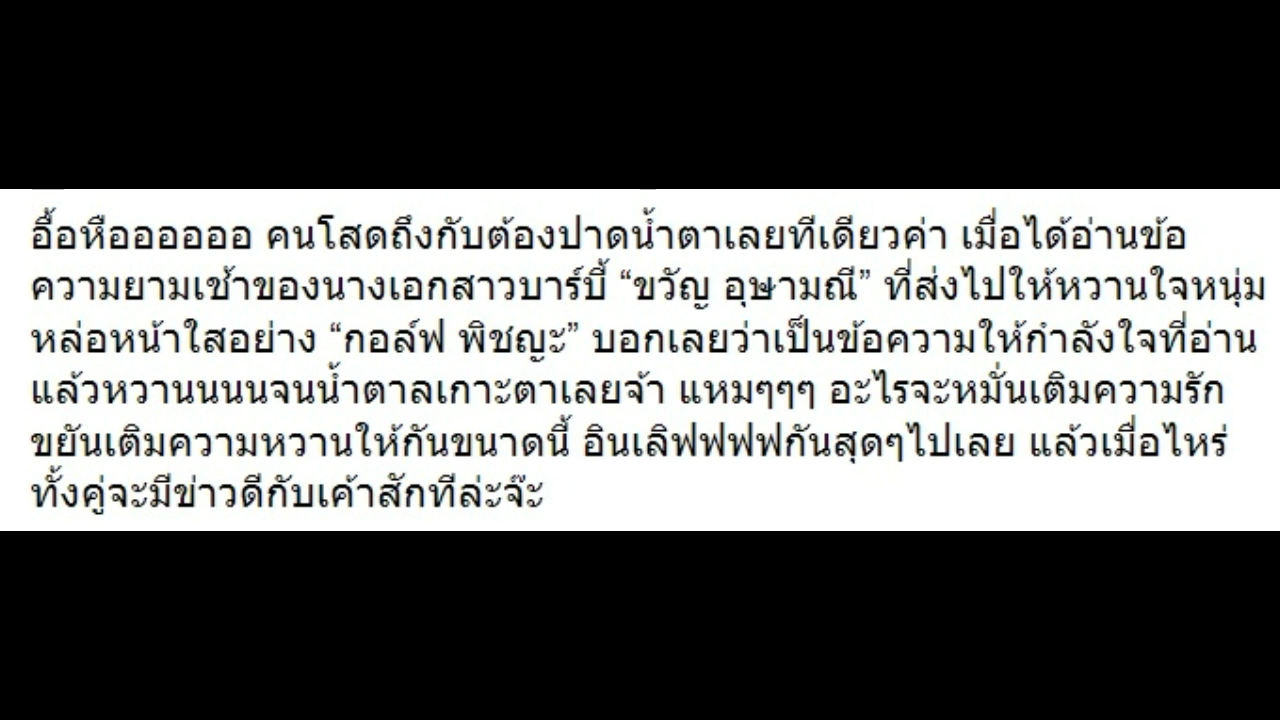 อื้อหืออออออ คนโสดถึงกับต้องปาดน้ำตาเลยทีเดียวค่า เมื่อได้อ่านข้อ
ความยามเช้าของนางเอกสาวบาร์บี้ “ขวัญ อุษามณี” ที่ส่งไปให้หวานใจหนุ่ม
หล่อหน้าใสอย่าง “กอล์ฟ พิชญะ” บอกเลยว่าเป็นข้อความให้กำลังใจที่อ่าน
แล้วหวานนนนจนน้ำตาลเกาะตาเลยจ้า แหมๆๆๆ อะไรจะหมั่นเติมความรัก
ขยันเติมความหวานให้กันขนาดนี้ อินเลิฟฟฟฟกันสุดๆไปเลย แล้วเมื่อไหร่
ทั้งคู่จะมีข่าวดีกับเค้าสักทีล่ะจ๊ะ